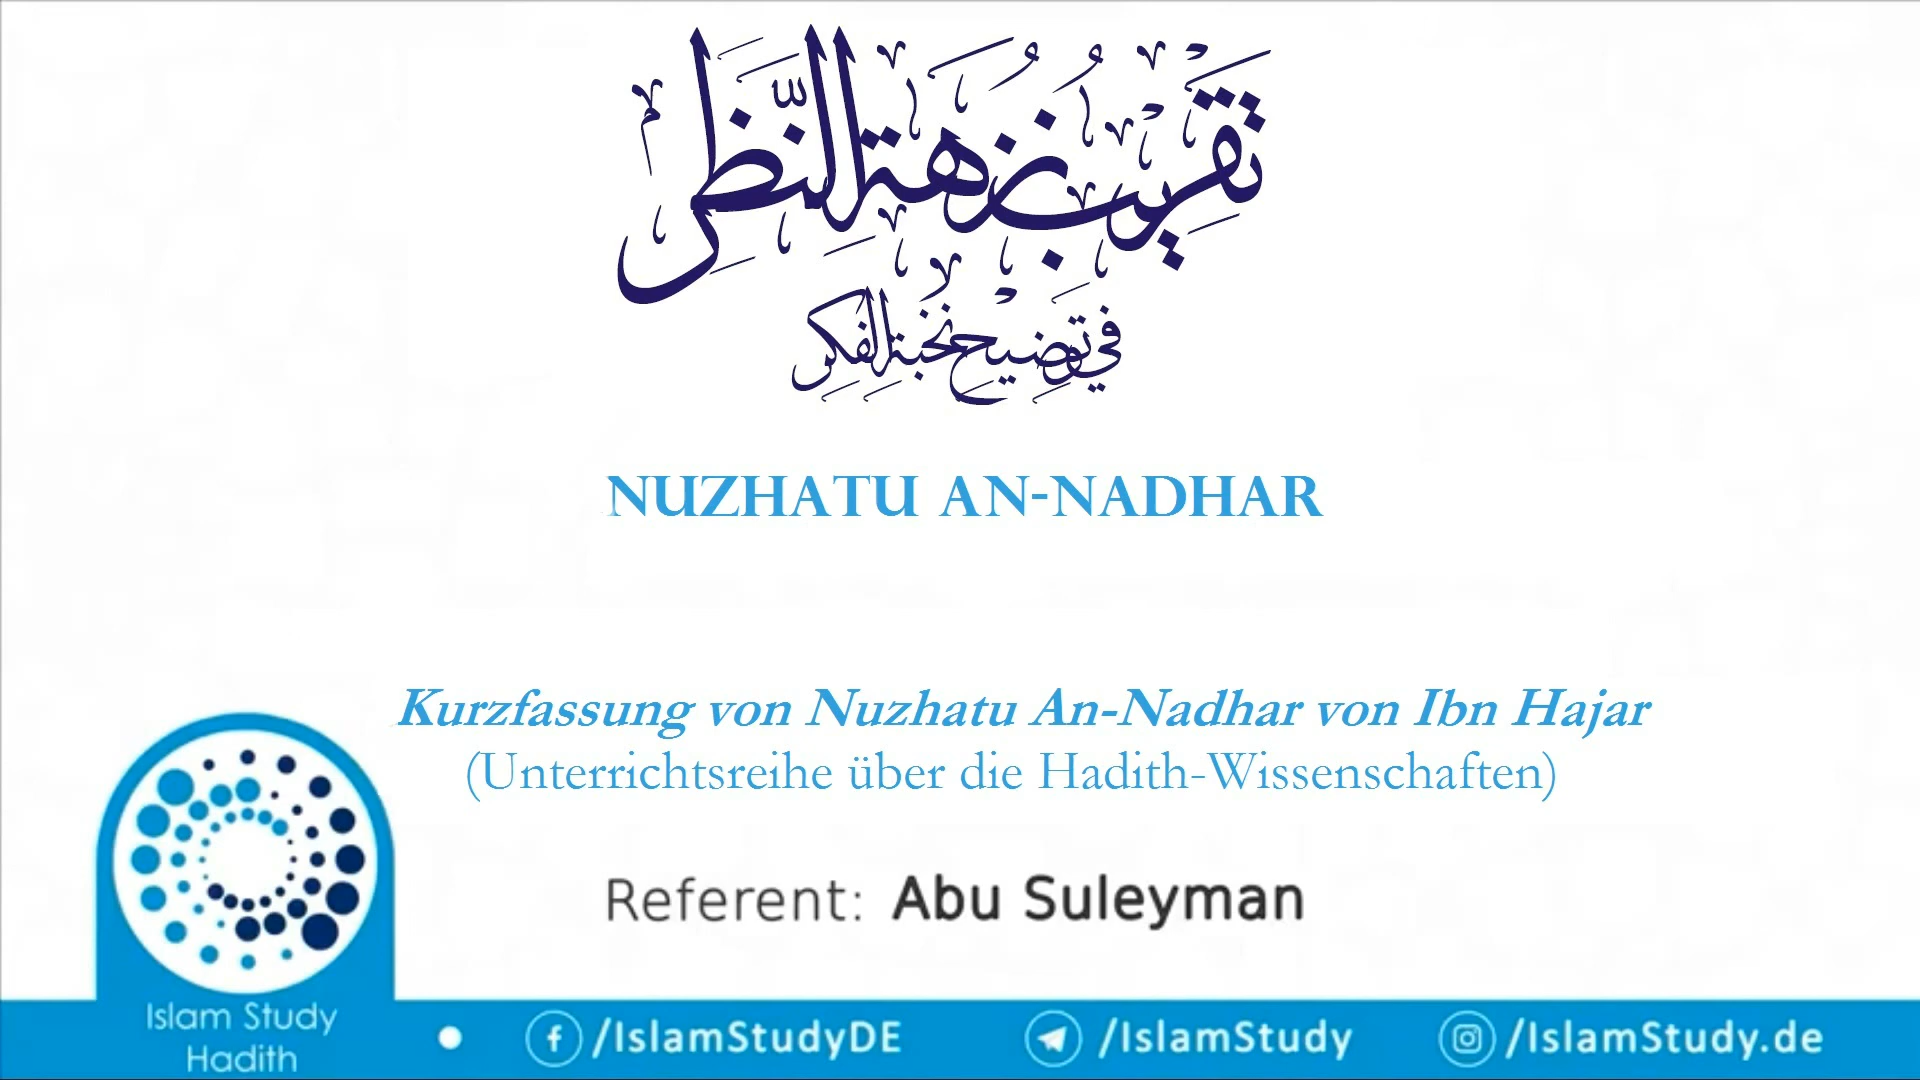 تقريب نزهة النظر
في توضيح نخبة الفكر
NUZHATU AN-NADHAR
Kurzfassung von Nuzhatu An-Nadhar von Ibn Hajar
(Unterrichtsreihe über die Hadith-Wissenschaften)
Referent: Abu Suleyman
Islam Study
Hadith
/IslamStudyDE
/IslamStudy
/IslamStudy.de